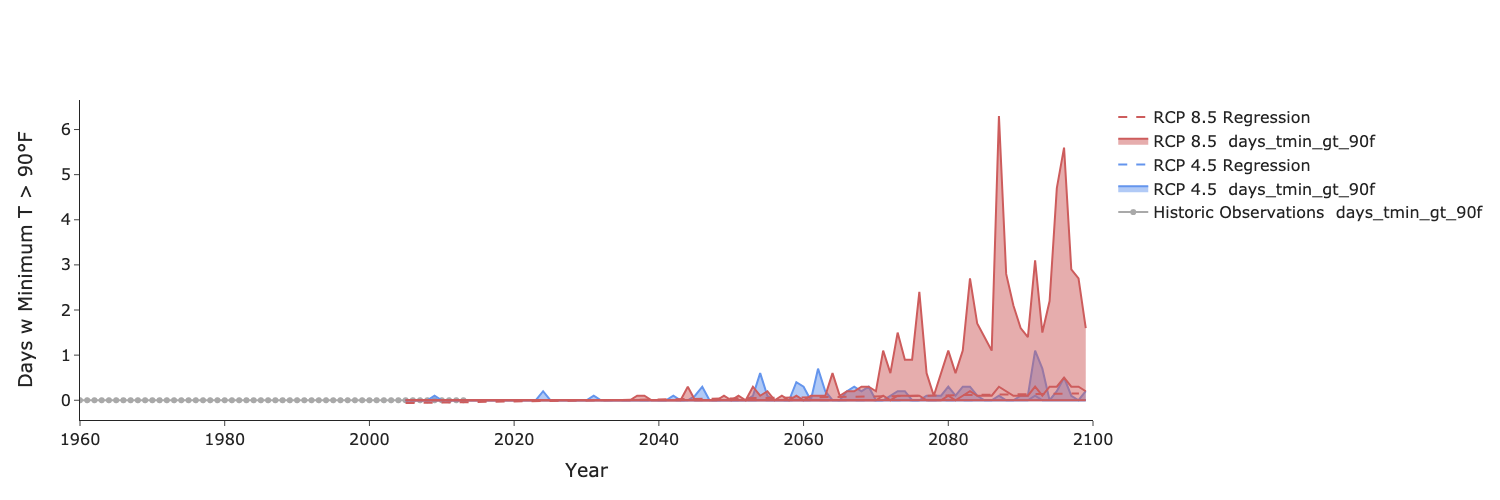 Days w Minimum T > 90°F
6
5
4
3
2
1
0
1960 1980 2000 2020 2040 2060 2080 2100
Year
RCP 8.5 Regression
RCP 8.5 days_tmin_gt_90f
RCP 4.5 Regression
RCP 4.5 days_tmin_gt_90f
Historic Observations days_tmin_gt_90f